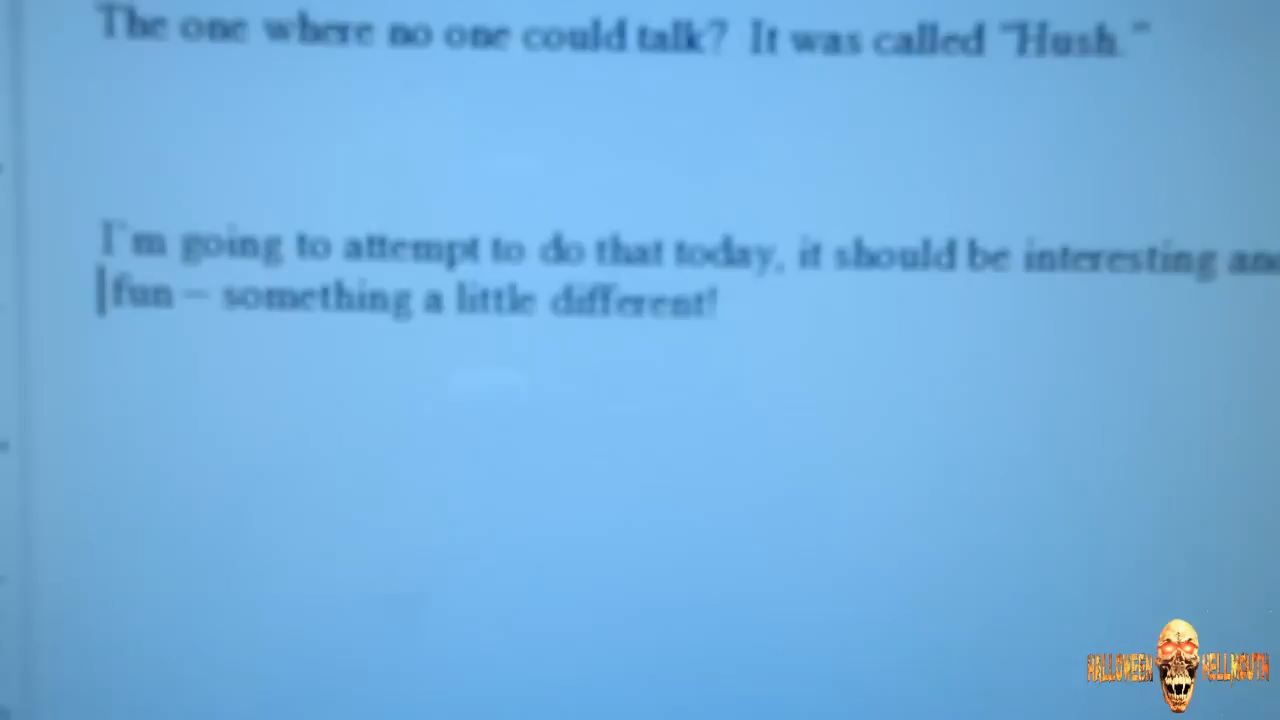 The one where no one could talk?  It was called "Hush."
I'm going to attempt to do that today, it should be interesting and
fun – something a little different!
HALLOWEEN HELLMOUTH